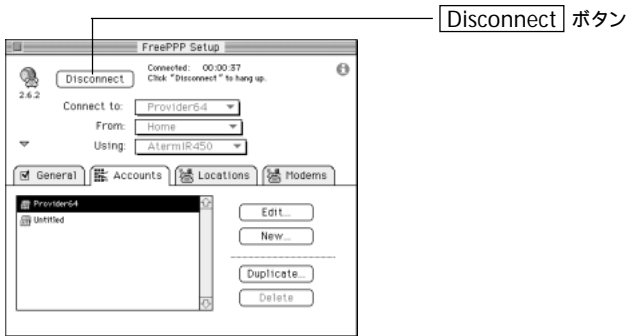 Disconnect ボタン
FreePPP Setup
Disconnect
Connected: 00:00:37
Click "Disconnect" to hang up.
2.6.2
Connect to: Provider64
From: Home
Using: AtermIR450
General Accounts Locations Modems
Provider64
Untitled
Edit...
New...
Duplicate...
Delete